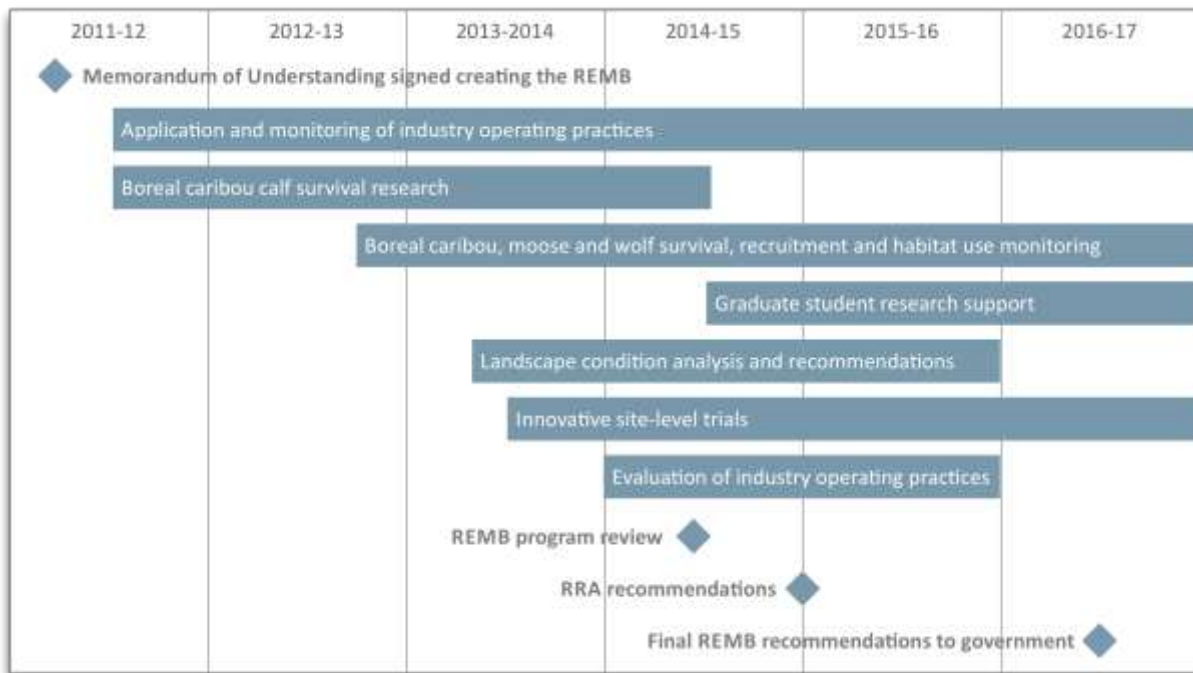 2011-12 2012-13 2013-2014 2014-15 2015-16 2016-17
Memorandum of Understanding signed creating the REMB
Application and monitoring of industry operating practices
Boreal caribou calf survival research
Boreal caribou, moose and wolf survival, recruitment and habitat use monitoring
Graduate student research support
Landscape condition analysis and recommendations
Innovative site-level trials
Evaluation of industry operating practices
REMB program review
RRA recommendations
Final REMB recommendations to government